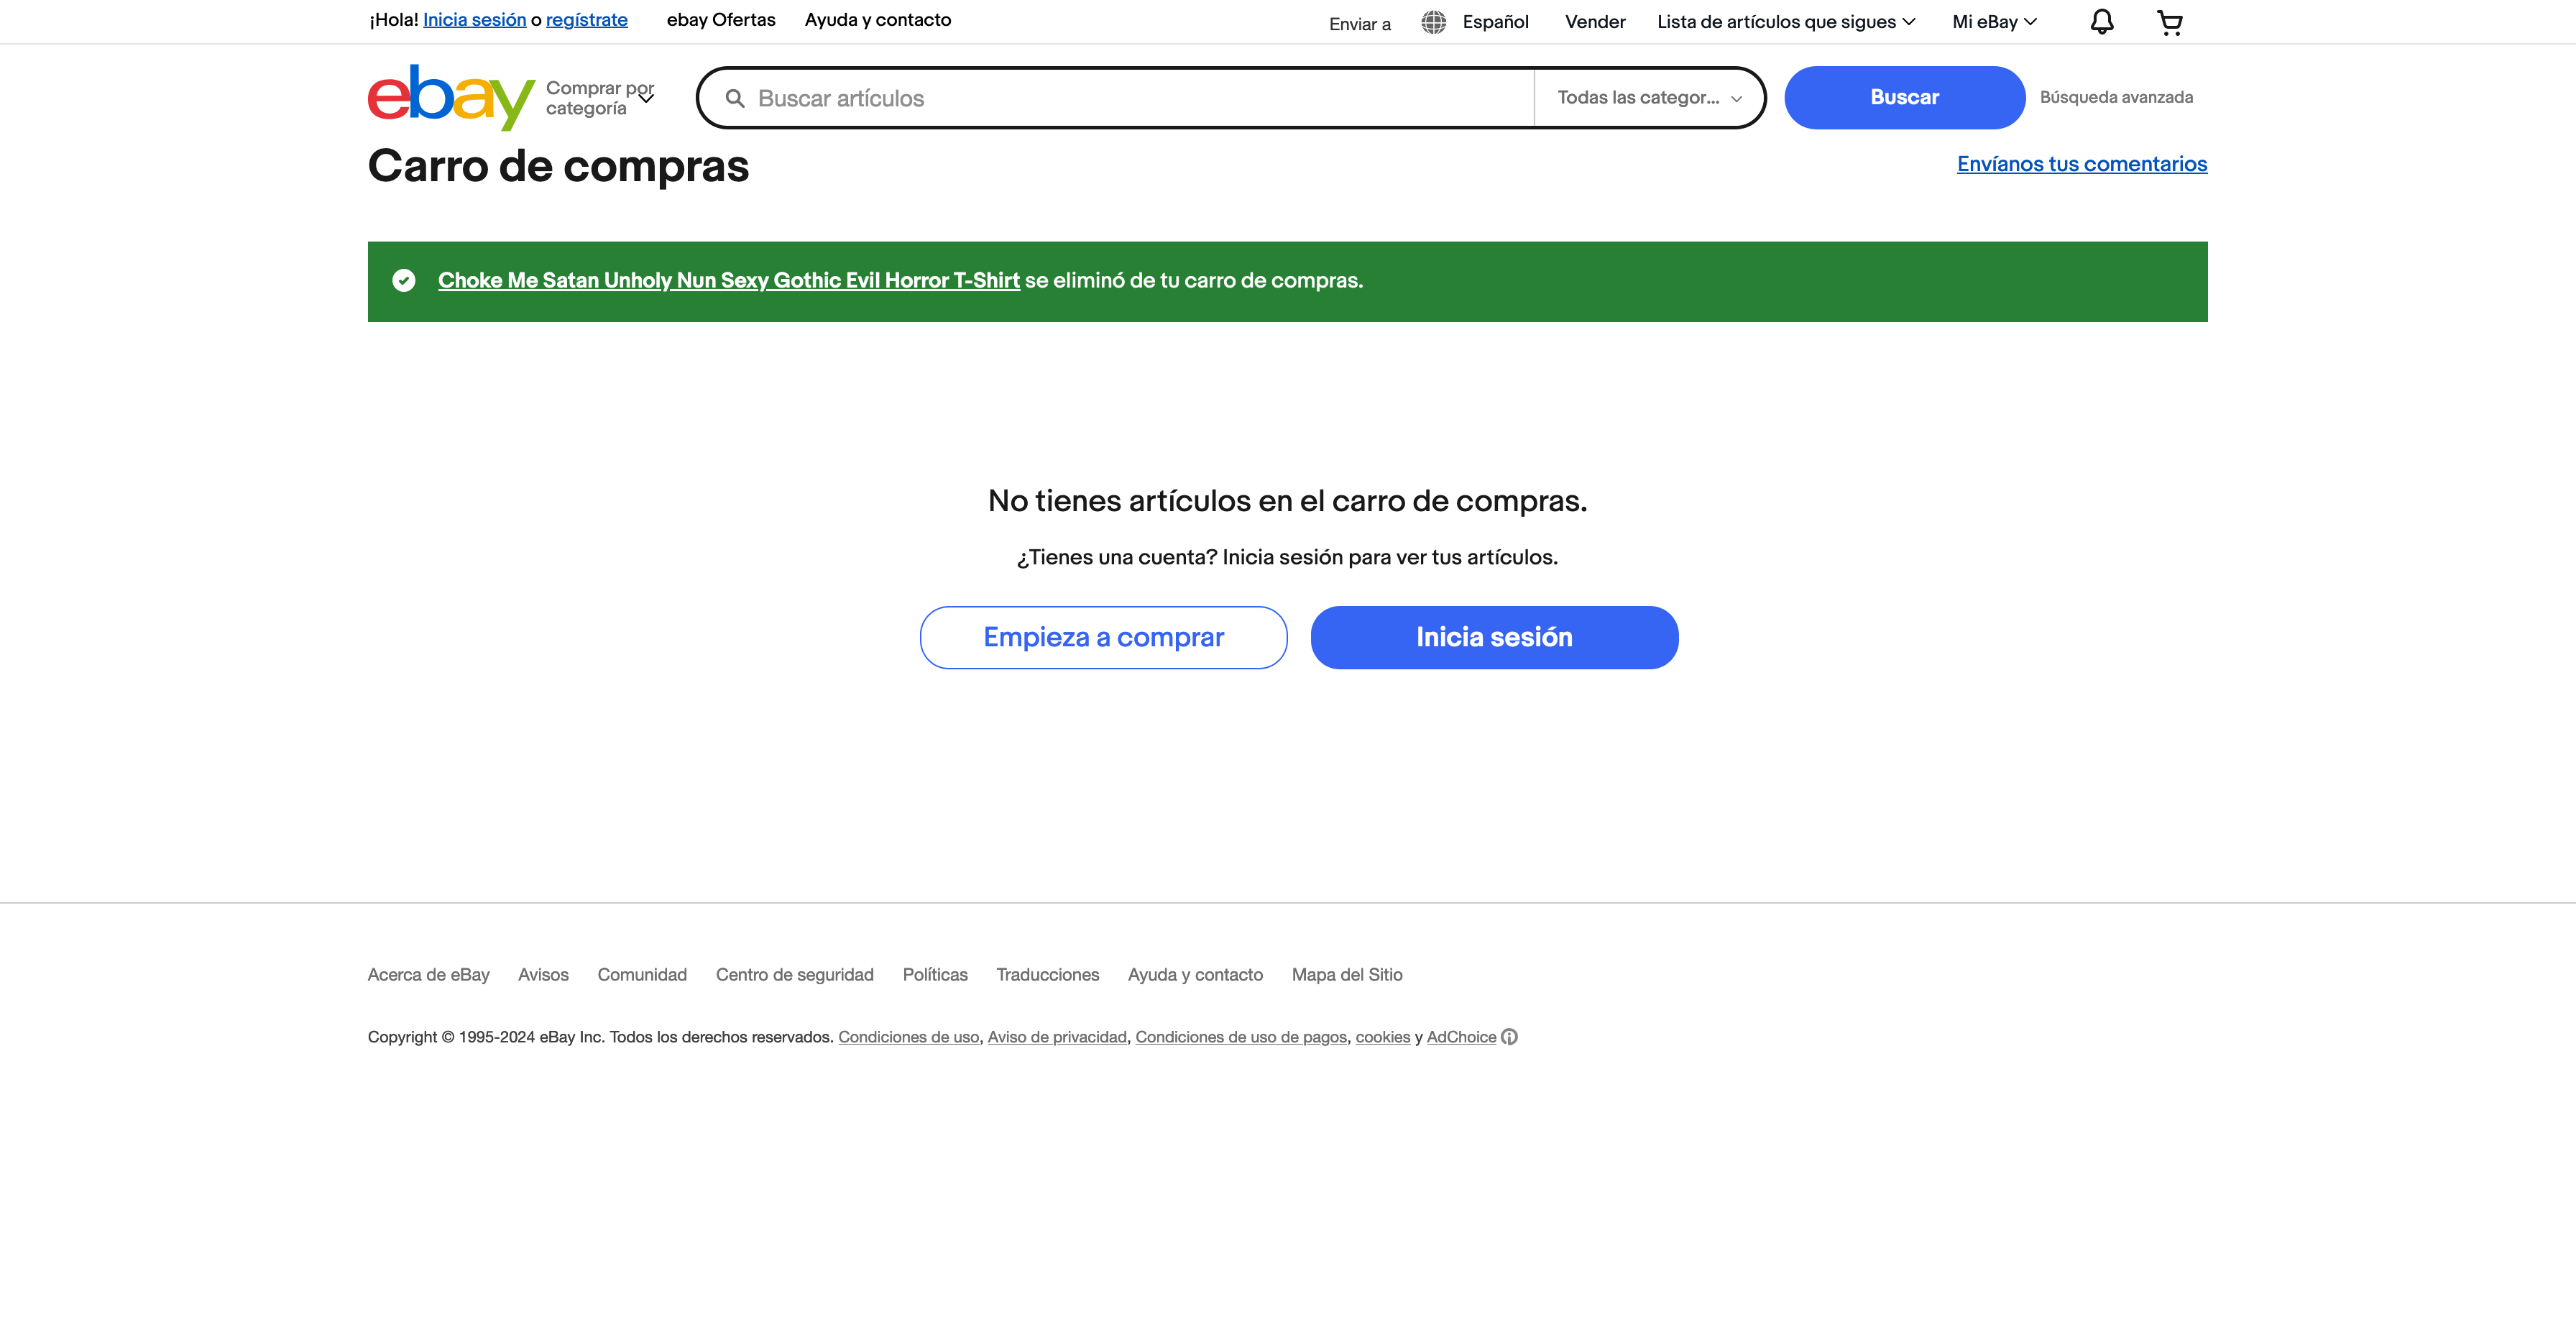 ¡Hola! Inicia sesión o regístrate
ebay Ofertas
Ayuda y contacto
Enviar a
Español
Vender
Lista de artículos que sigues
Mi eBay
ebay
Comprar por
categoría
Buscar artículos
Todas las categor...
Buscar
Búsqueda avanzada
Carro de compras
Envíanos tus comentarios
Choke Me Satan Unholy Nun Sexy Gothic Evil Horror T-Shirt se eliminó de tu carro de compras.
No tienes artículos en el carro de compras.
¿Tienes una cuenta? Inicia sesión para ver tus artículos.
Empieza a comprar
Inicia sesión
Acerca de eBay
Avisos
Comunidad
Centro de seguridad
Políticas
Traducciones
Ayuda y contacto
Mapa del Sitio
Copyright © 1995-2024 eBay Inc. Todos los derechos reservados. Condiciones de uso, Aviso de privacidad, Condiciones de uso de pagos, cookies y AdChoice